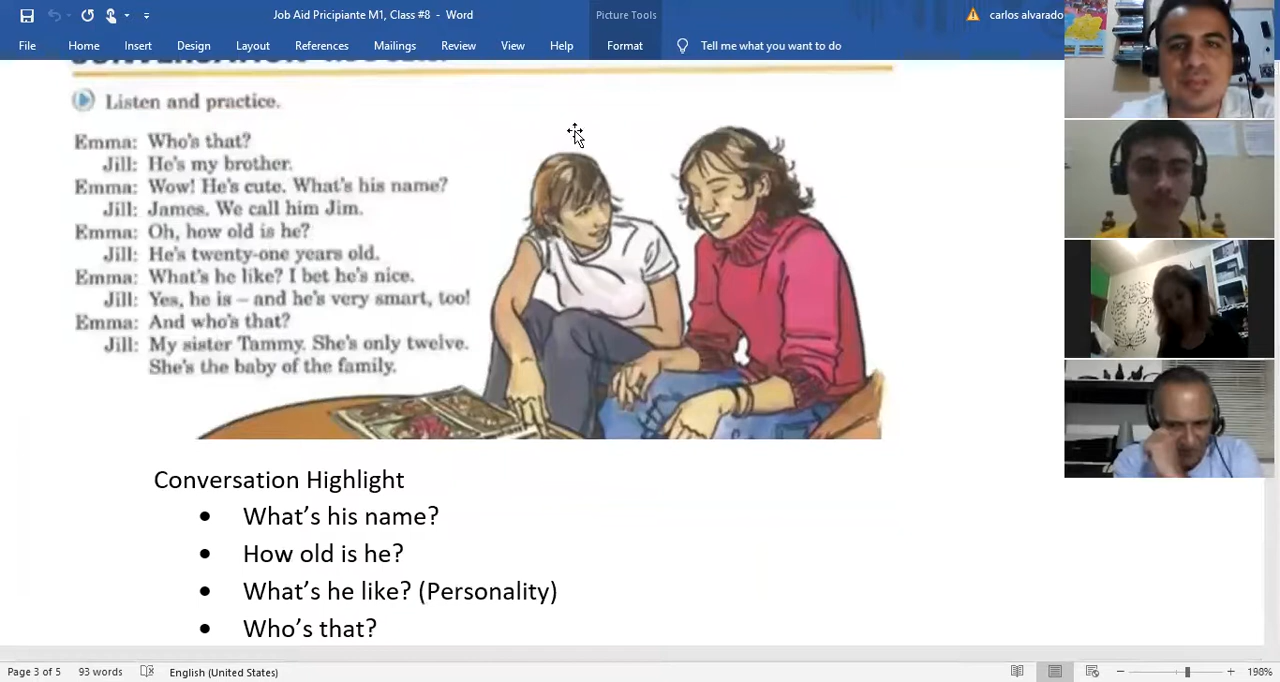 Job Aid Pricipiante M1, Class #8 - Word
Picture Tools
carlos alvarado
File Home Insert Design Layout References Mailings Review View Help Format Tell me what you want to do
Listen and practice.
Emma: Who's that?
Jill: He's my brother.
Emma: Wow! He's cute. What's his name?
Jill: James. We call him Jim.
Emma: Oh, how old is he?
Jill: He's twenty-one years old.
Emma: What's he like? I bet he's nice.
Jill: Yes, he is – and he's very smart, too!
Emma: And who's that?
Jill: My sister Tammy. She's only twelve.
She's the baby of the family.
Conversation Highlight
• What's his name?
• How old is he?
• What's he like? (Personality)
• Who's that?
Page 3 of 5 93 words English (United States) 198%